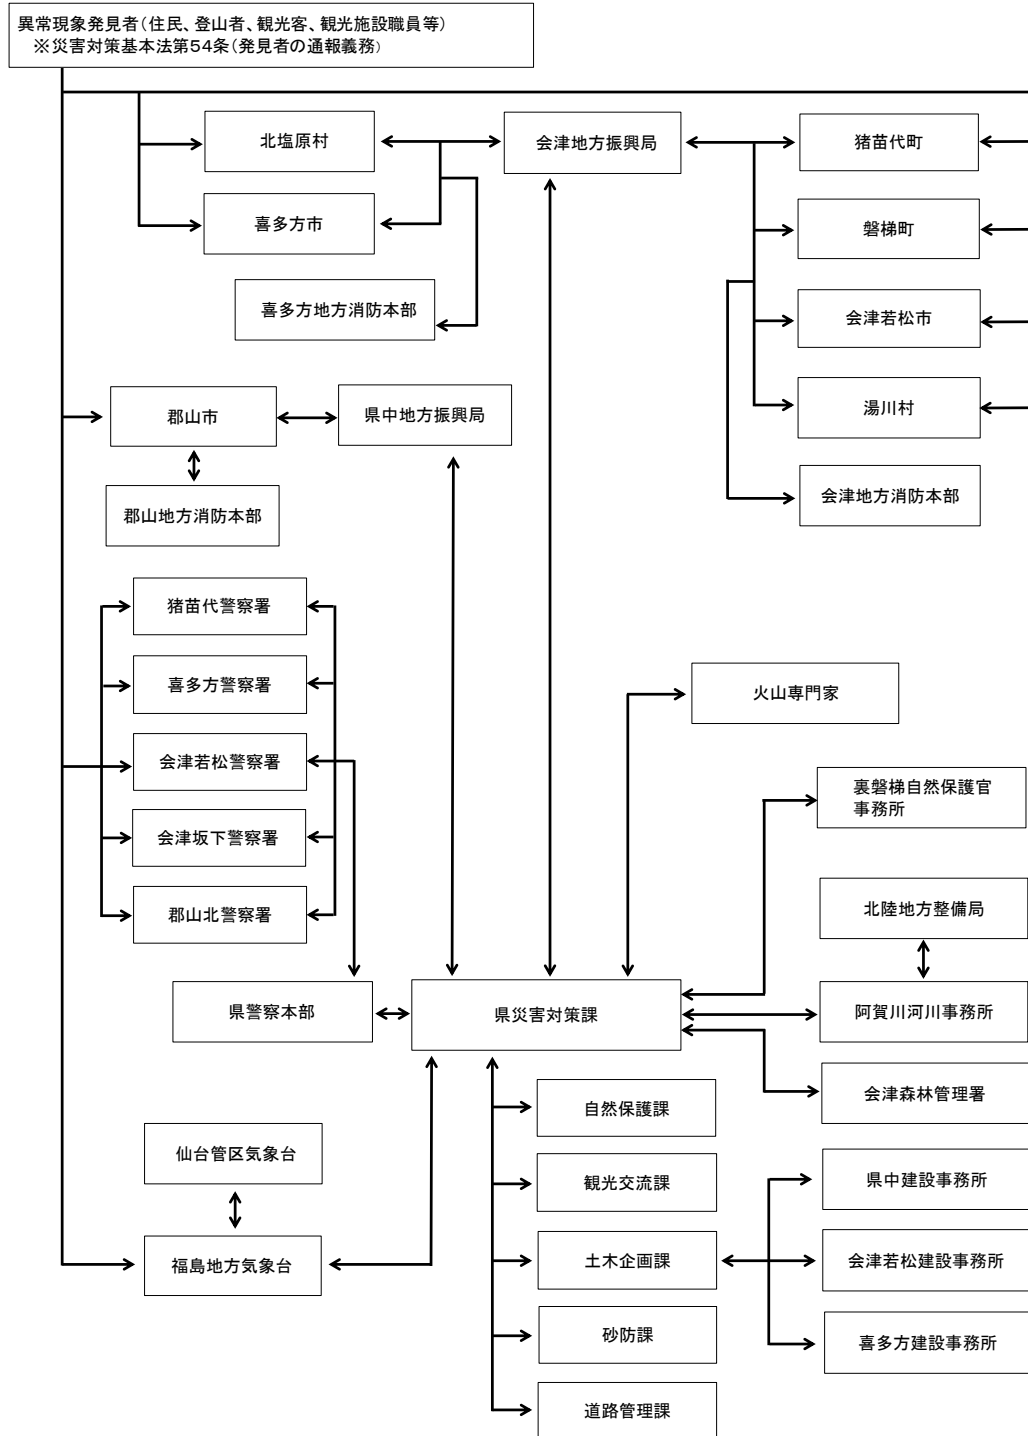 異常現象発見者(住民、登山者、観光客、観光施設職員等)
※災害対策基本法第54条(発見者の通報義務)
北塩原村
会津地方振興局
猪苗代町
喜多方市
磐梯町
喜多方地方消防本部
会津若松市
郡山市
県中地方振興局
湯川村
郡山地方消防本部
会津地方消防本部
猪苗代警察署
喜多方警察署
火山専門家
会津若松警察署
裏磐梯自然保護官
事務所
会津坂下警察署
郡山北警察署
北陸地方整備局
県警察本部
県災害対策課
阿賀川河川事務所
自然保護課
会津森林管理署
仙台管区気象台
観光交流課
県中建設事務所
福島地方気象台
土木企画課
会津若松建設事務所
砂防課
喜多方建設事務所
道路管理課